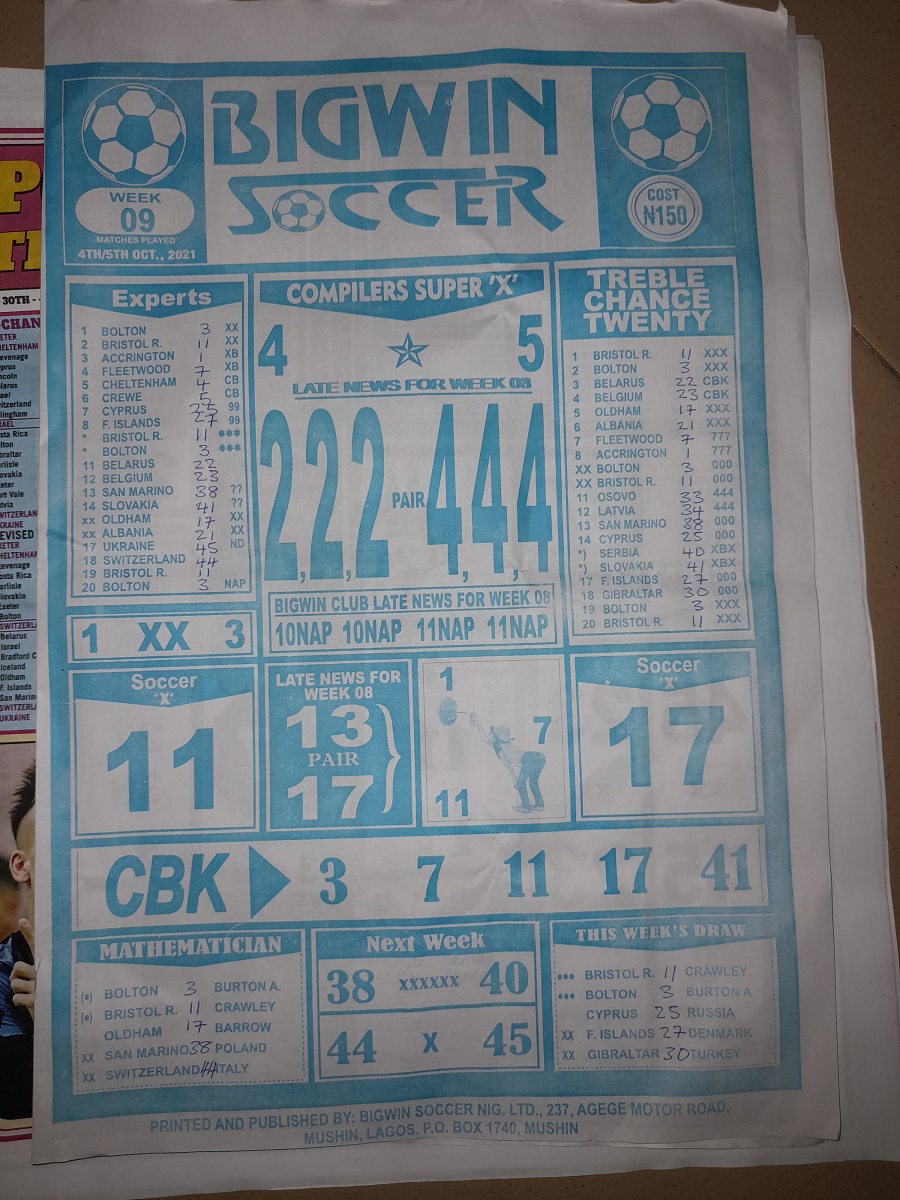 BIGWIN
SOCCER
WEEK
09
MATCHES PLAYED
4TH/5TH OCT., 2021
COST
₦150
Experts
1 BOLTON 3 XX
2 BRISTOL R. 11 XX
3 ACCRINGTON 1 XB
4 FLEETWOOD 7 XB
5 CHELTENHAM 4 CB
6 CREWE 5 CB
7 CYPRUS 25 99
8 F. ISLANDS 27 99
* BRISTOL R. 11 ***
* BOLTON 3 ***
11 BELARUS 22
12 BELGIUM 23
13 SAN MARINO 38 ??
14 SLOVAKIA 41 ??
xx OLDHAM 17 XX
xx ALBANIA 21 XX
17 UKRAINE 45 ND
18 SWITZERLAND 44
19 BRISTOL R. 11
20 BOLTON 3 NAP
1 XX 3
COMPILERS SUPER 'X'
4 5
LATE NEWS FOR WEEK 08
2,2,2 PAIR 4,4,4
BIGWIN CLUB LATE NEWS FOR WEEK 08
10NAP 10NAP 11NAP 11NAP
TREBLE
CHANCE
TWENTY
1 BRISTOL R. 11 XXX
2 BOLTON 3 XXX
3 BELARUS 22 CBK
4 BELGIUM 23 CBK
5 OLDHAM 17 XXX
6 ALBANIA 21 XXX
7 FLEETWOOD 7 777
8 ACCRINGTON 1 777
XX BOLTON 3 000
XX BRISTOL R. 11 000
11 OSOVO 33 444
12 LATVIA 34 444
13 SAN MARINO 38 000
14 CYPRUS 25 000
*) SERBIA 40 XBX
*) SLOVAKIA 41 XBX
17 F. ISLANDS 27 000
18 GIBRALTAR 30 000
19 BOLTON 3 XXX
20 BRISTOL R. 11 XXX
Soccer
'X'
11
LATE NEWS FOR
WEEK 08
13
PAIR
17
1
7
11
Soccer
'X'
17
CBK 3 7 11 17 41
MATHEMATICIAN
(•) BOLTON 3 BURTON A.
(•) BRISTOL R. 11 CRAWLEY
OLDHAM 17 BARROW
XX SAN MARINO 38 POLAND
XX SWITZERLAND 44 ITALY
Next Week
38 XXXXXX 40
44 X 45
THIS WEEK'S DRAW
••• BRISTOL R. 11 CRAWLEY
••• BOLTON 3 BURTON A
CYPRUS 25 RUSSIA
XX F. ISLANDS 27 DENMARK
XX GIBRALTAR 30 TURKEY
PRINTED AND PUBLISHED BY: BIGWIN SOCCER NIG. LTD., 237, AGEGE MOTOR ROAD,
MUSHIN, LAGOS. P.O. BOX 1740, MUSHIN